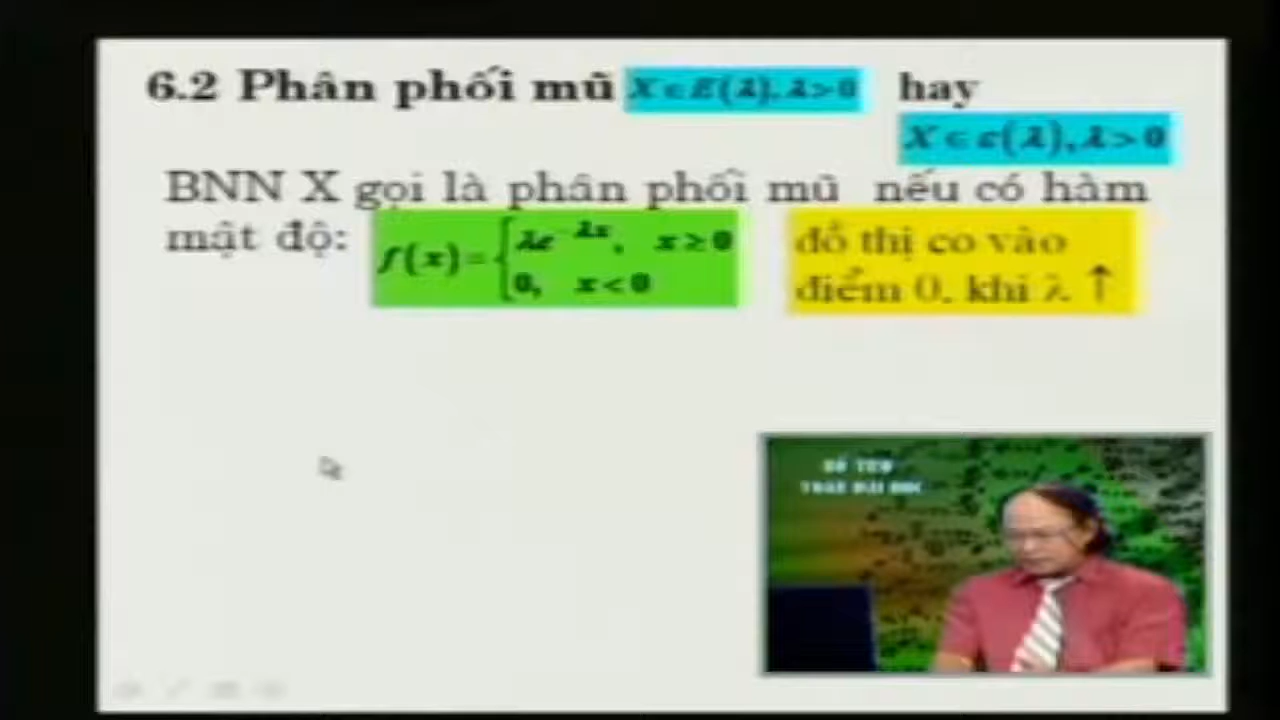 6.2 Phân phối mũ X ∈ E(λ), λ > 0 hay
X ∈ ε(λ), λ > 0
BNN X gọi là phân phối mũ nếu có hàm
mật độ: f(x) = { λe^{-λx}, x ≥ 0
0, x < 0
đồ thị co vào
điểm 0, khi λ ↑